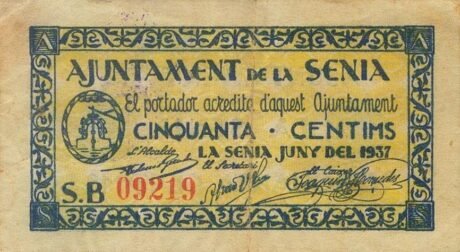 AJUNTAMENT DE LA SENIA
El portador acredita d'aquest Ajuntament
CINQUANTA · CENTIMS
LA SENIA JUNY DEL 1937
L'Alcalde,
El Secretari
El Caixer
S.B 09219